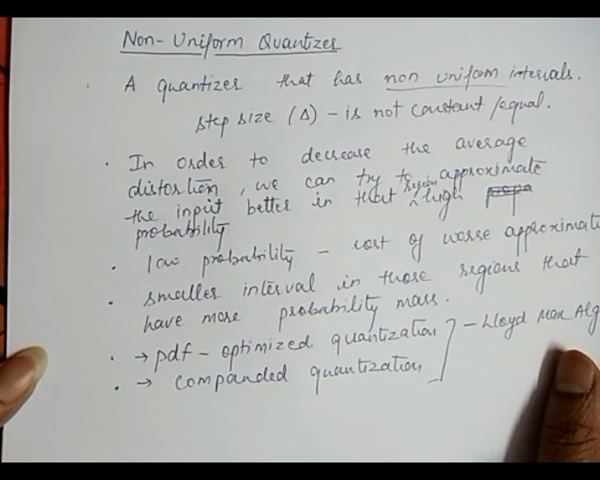 Non-Uniform Quantizer
A quantizer that has non uniform intervals.
step size (Δ) - is not constant/equal.
. In order to decrease the average
distortion, we can try to approximate
the input better in that region high
probability
. low probability - cost of worse approximati
. smaller interval in those regions that
have more probability mass.
. → pdf - optimized quantization ] - Lloyd Max Alg
. → companded quantization